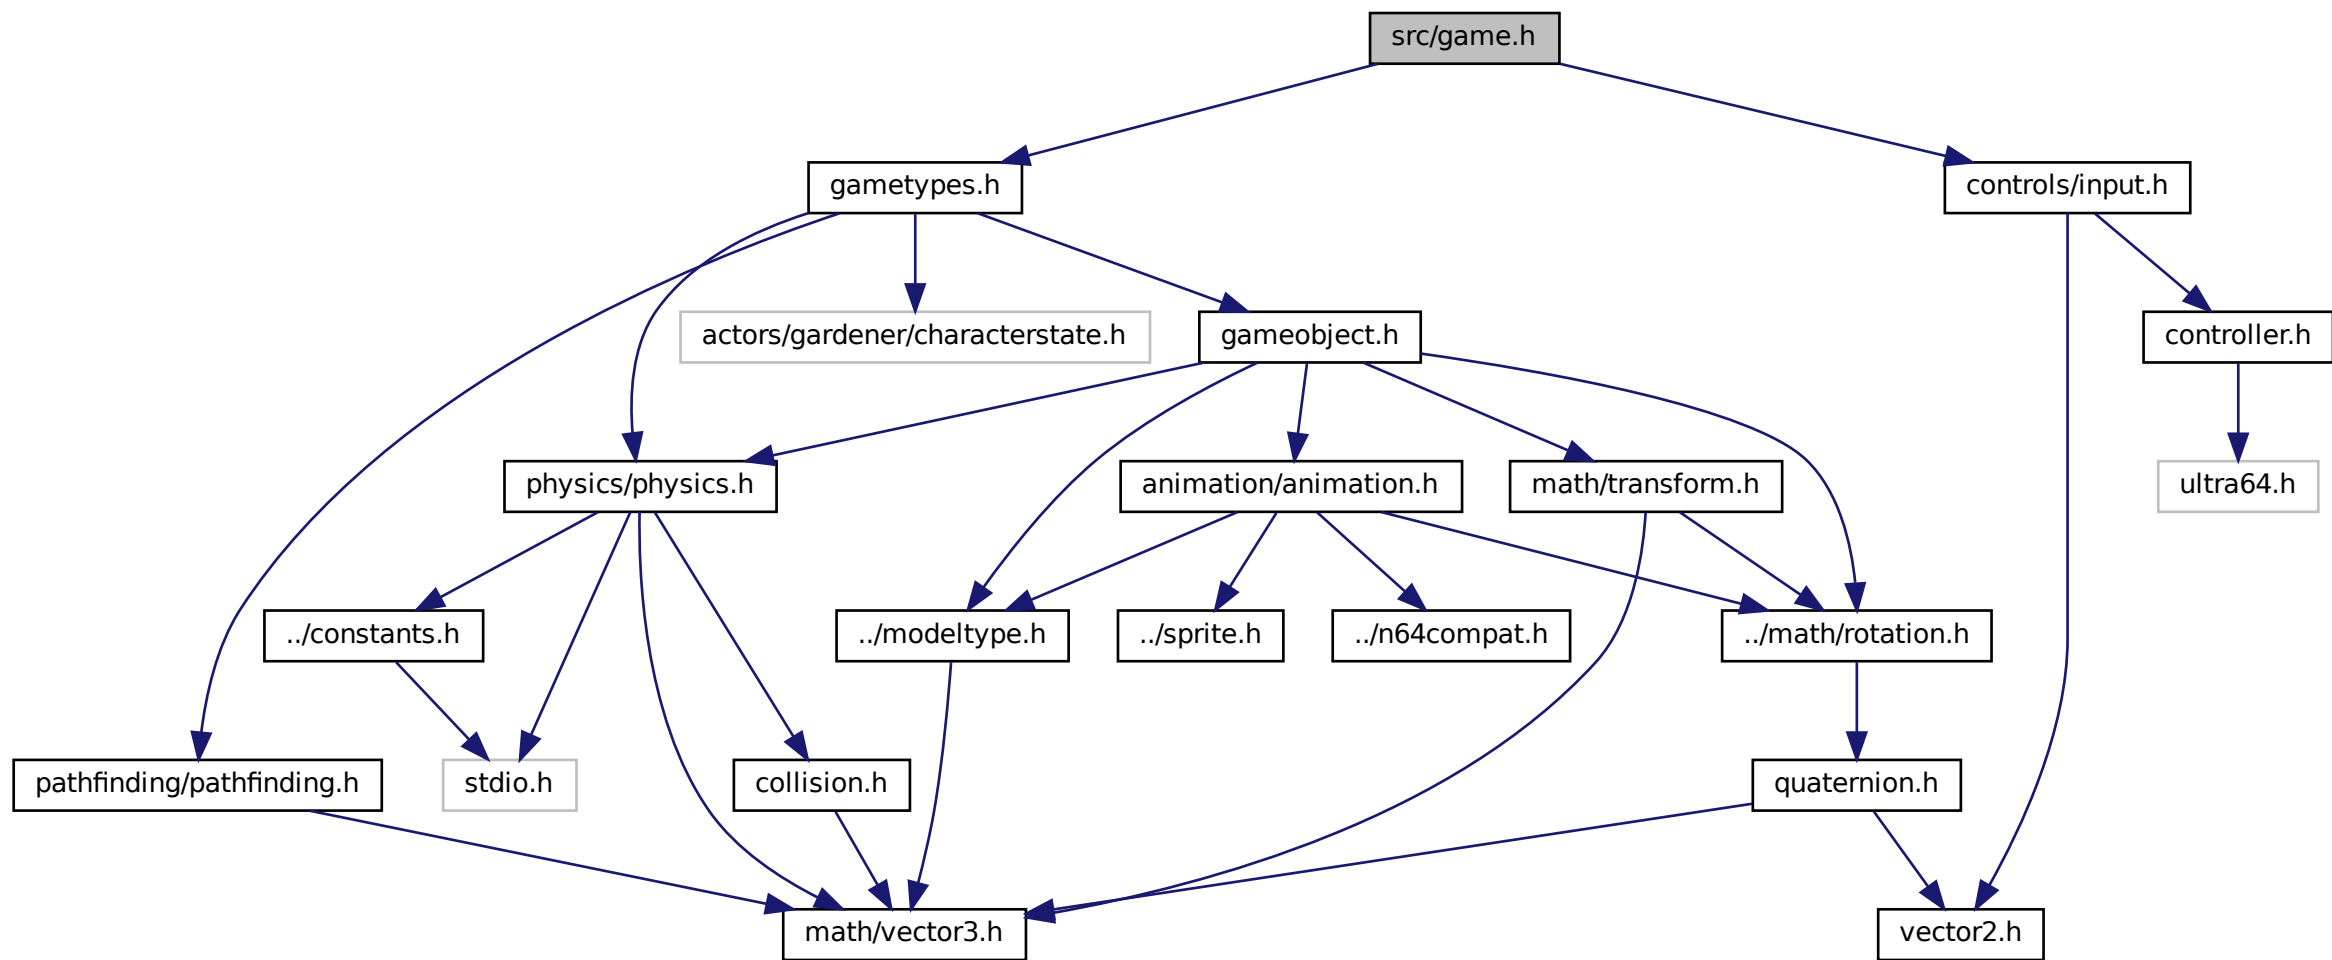 src/game.h
gametypes.h
controls/input.h
actors/gardener/characterstate.h
gameobject.h
controller.h
physics/physics.h
animation/animation.h
math/transform.h
ultra64.h
../constants.h
../modeltype.h
../sprite.h
../n64compat.h
../math/rotation.h
pathfinding/pathfinding.h
stdio.h
collision.h
quaternion.h
math/vector3.h
vector2.h